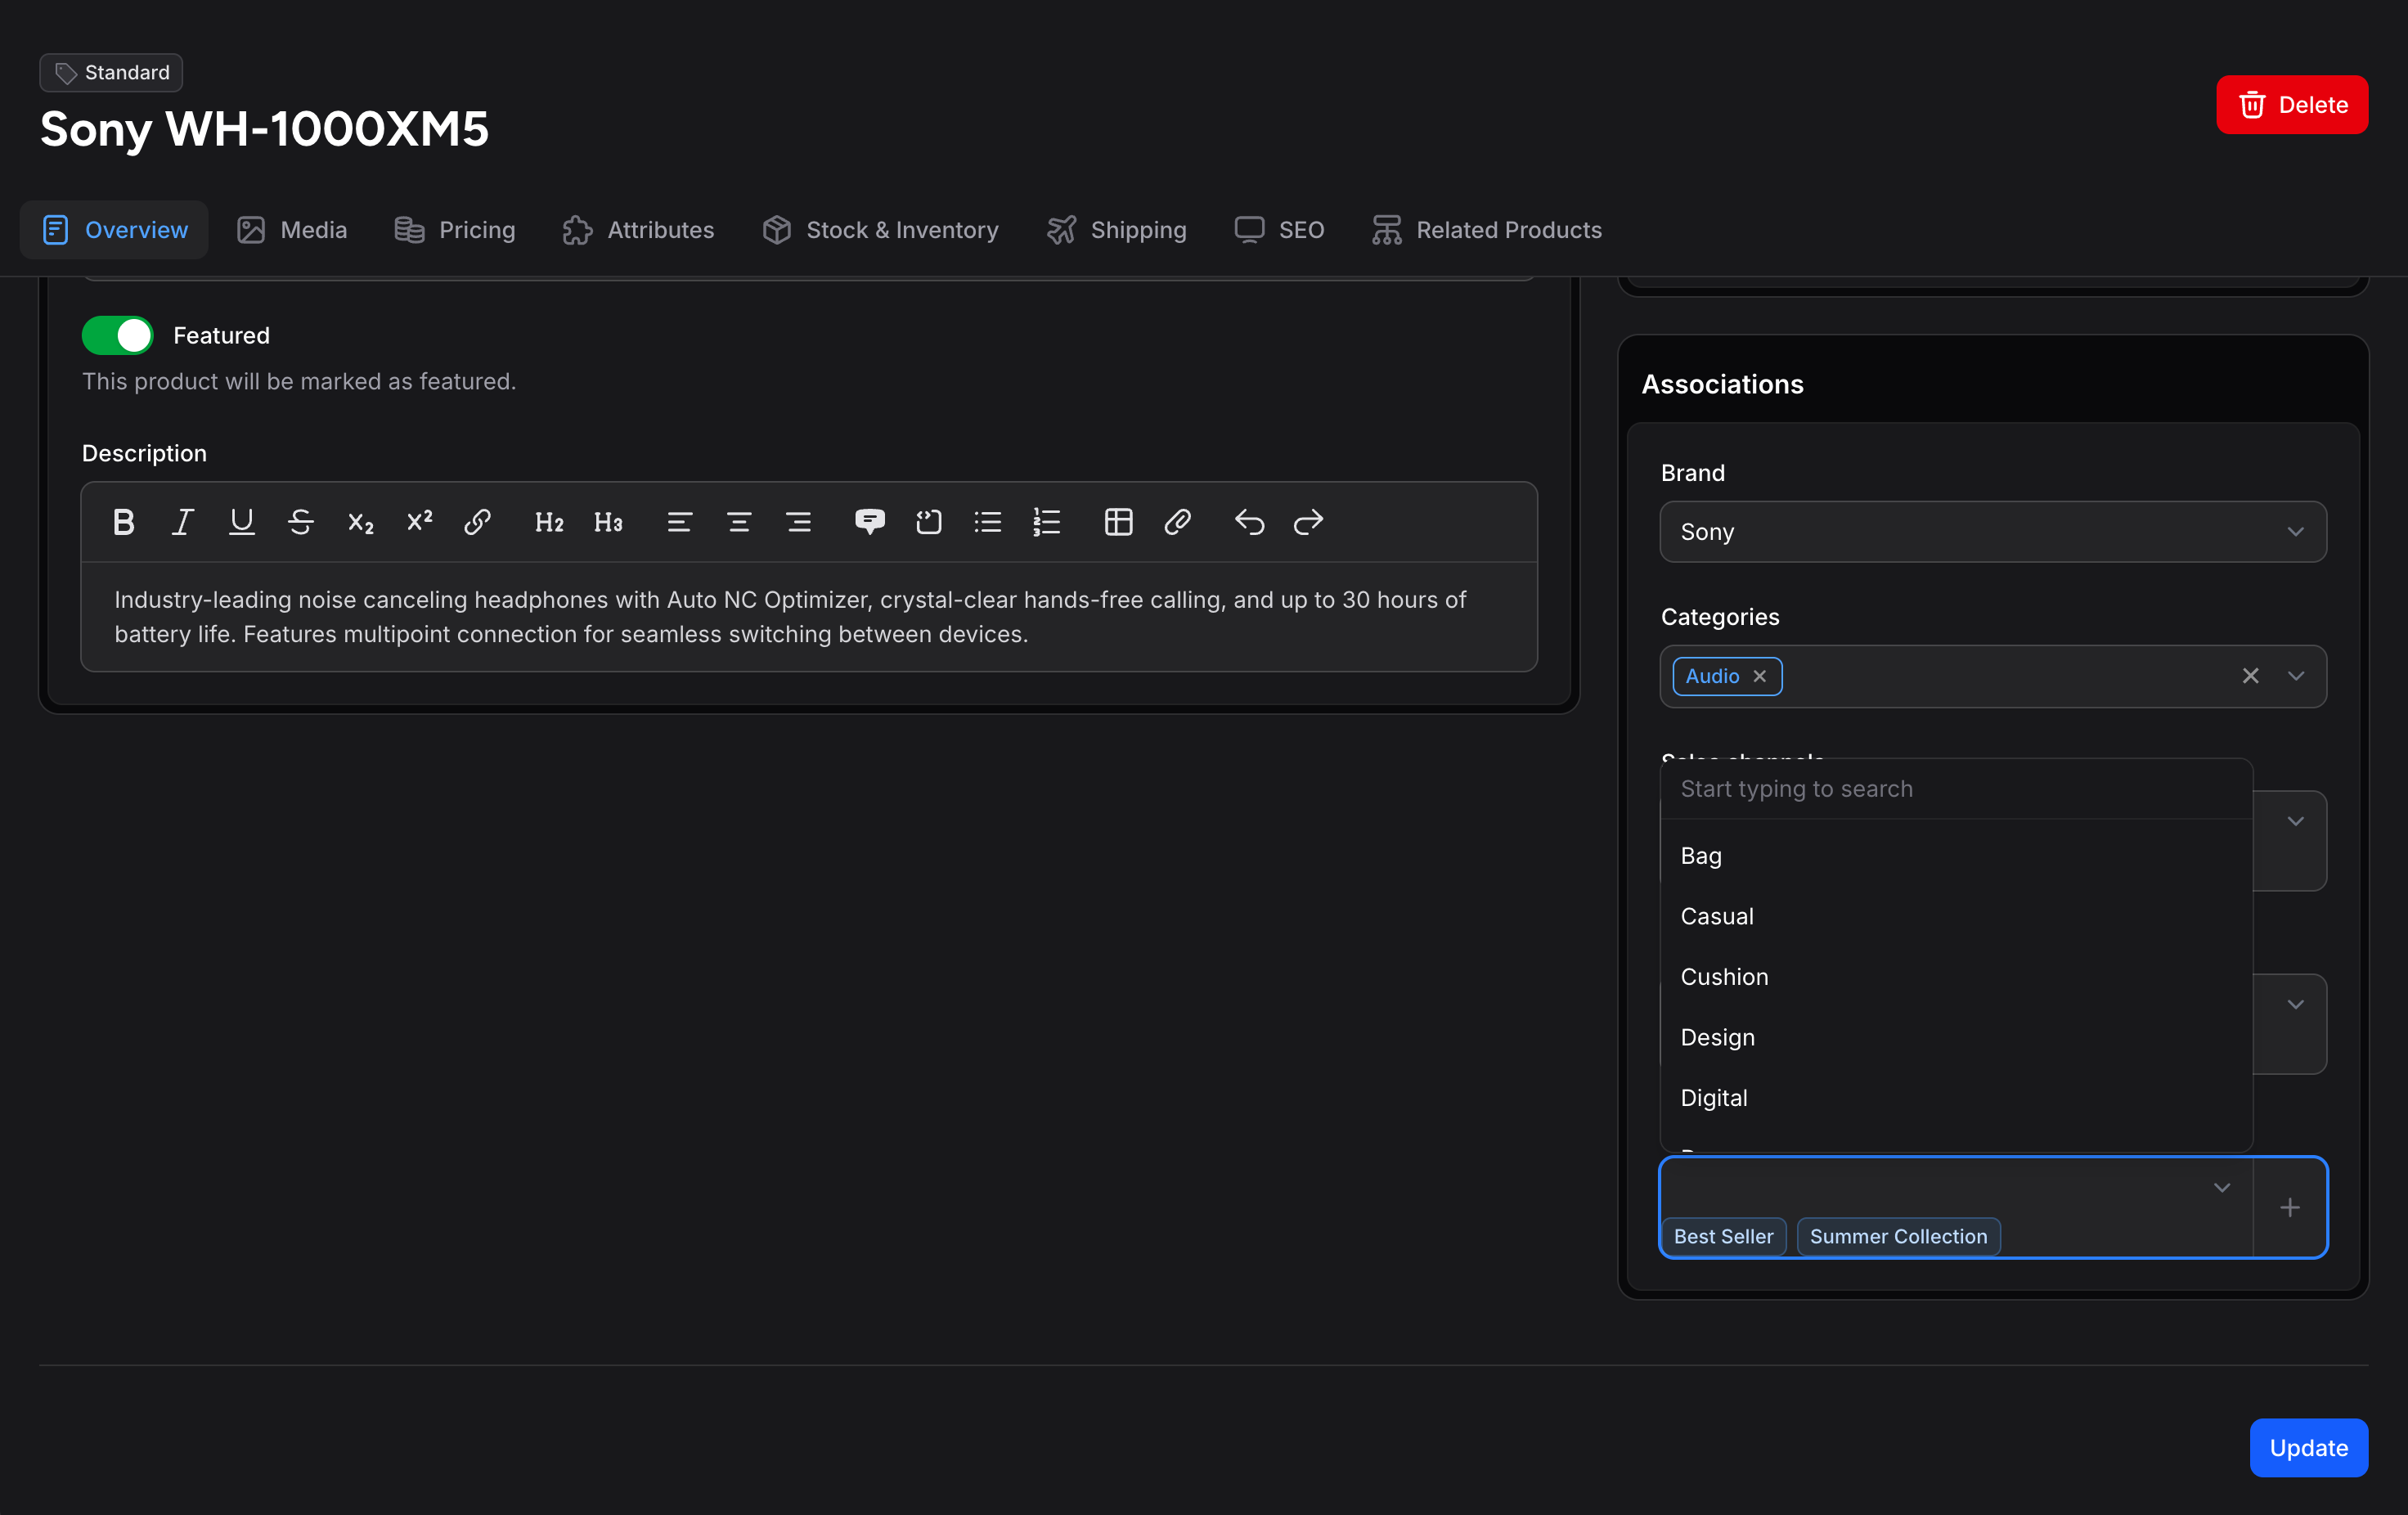 Standard
Sony WH-1000XM5
Delete
Overview
Media
Pricing
Attributes
Stock & Inventory
Shipping
SEO
Related Products
Featured
This product will be marked as featured.
Description
H2
H3
Industry-leading noise canceling headphones with Auto NC Optimizer, crystal-clear hands-free calling, and up to 30 hours of
battery life. Features multipoint connection for seamless switching between devices.
Associations
Brand
Sony
Categories
Audio
Sales channels
Start typing to search
Bag
Casual
Cushion
Design
Digital
Best Seller
Summer Collection
Update